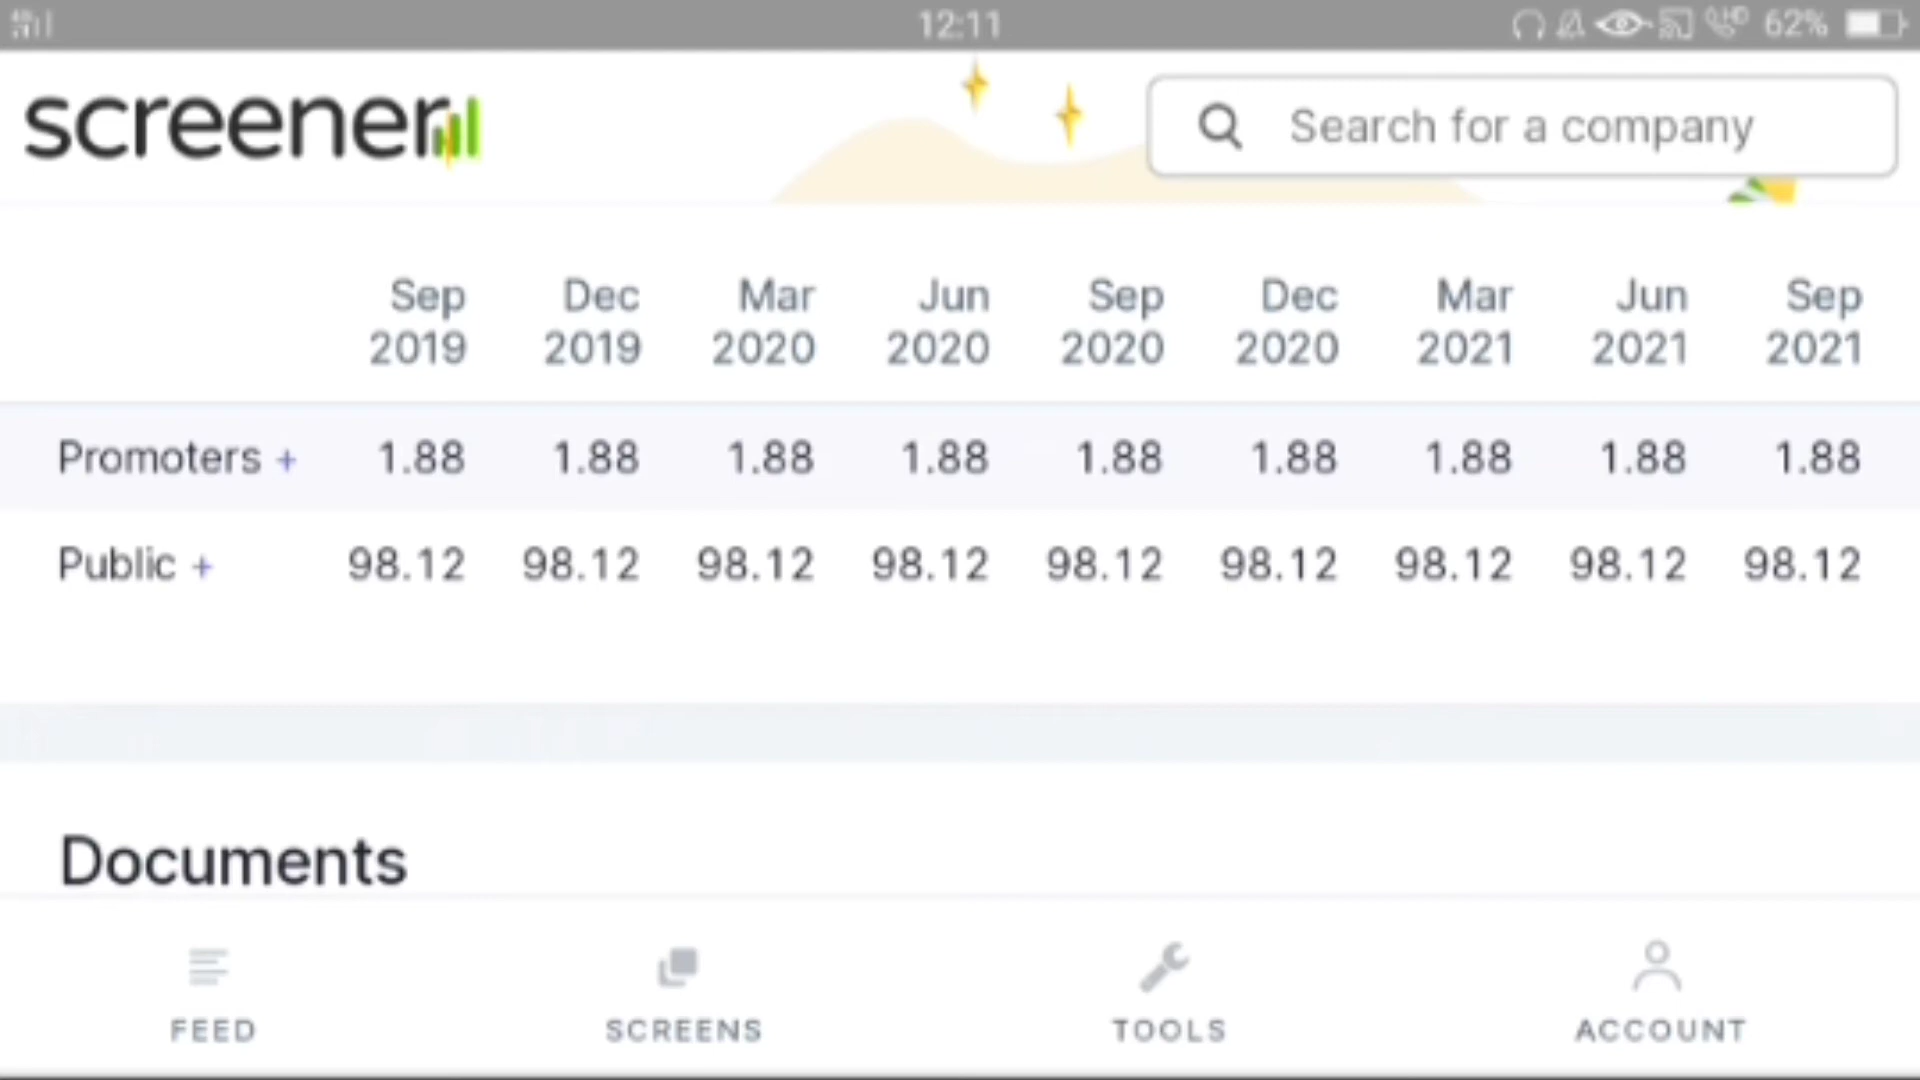 12:11 62%
screener Search for a company
Sep Dec Mar Jun Sep Dec Mar Jun Sep
2019 2019 2020 2020 2020 2020 2021 2021 2021
Promoters + 1.88 1.88 1.88 1.88 1.88 1.88 1.88 1.88 1.88
Public + 98.12 98.12 98.12 98.12 98.12 98.12 98.12 98.12 98.12
Documents
FEED SCREENS TOOLS ACCOUNT